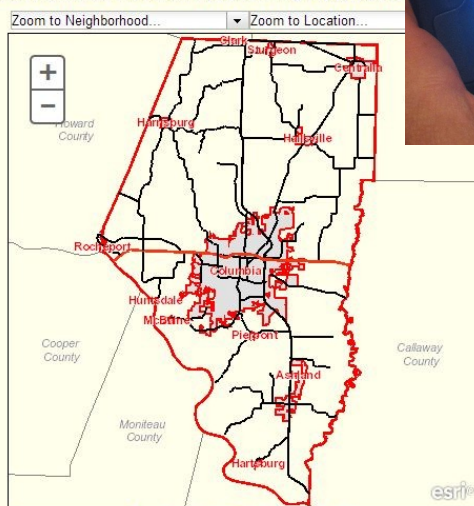 Zoom to Neighborhood...
Zoom to Location...
+
−
Clark
Sturgeon
Centralia
Howard
County
Harrisburg
Hallsville
Rocheport
Columbia
Huntsdale
McBaine
Pierpont
Cooper
County
Callaway
County
Ashland
Moniteau
County
Hartsburg
esri